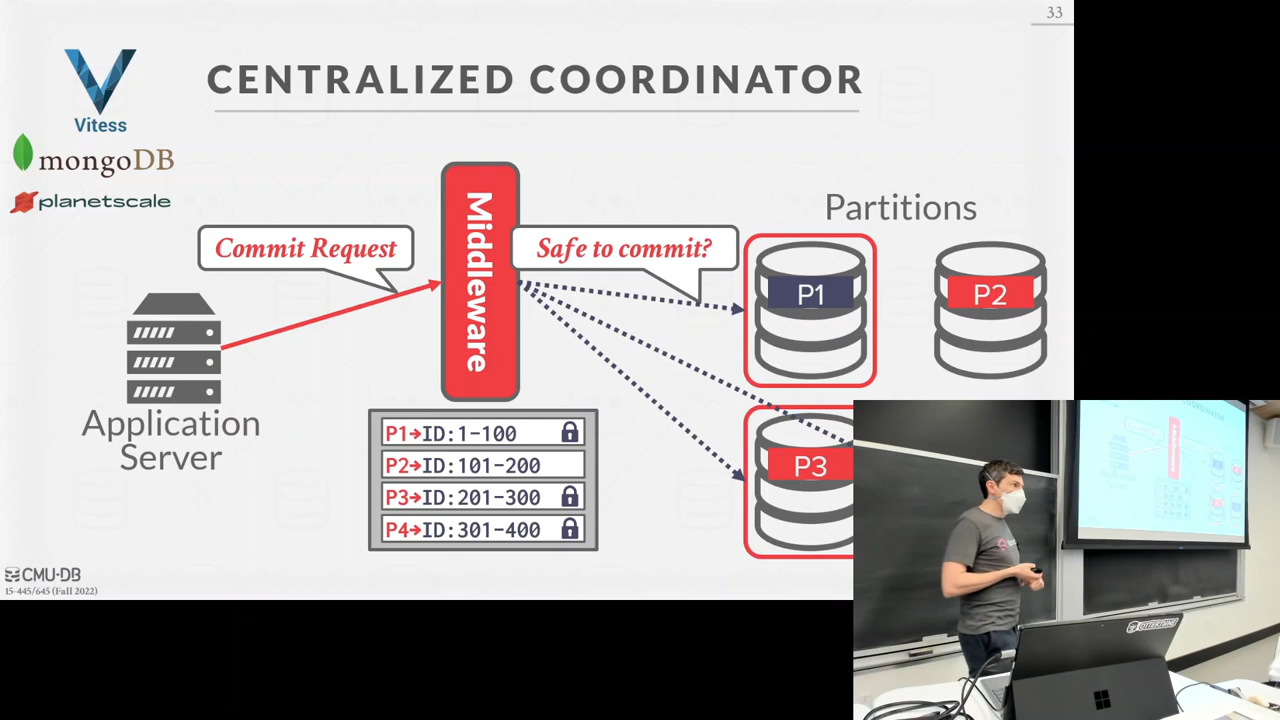 33
CENTRALIZED COORDINATOR
Vitess
mongoDB
planetscale
Partitions
Commit Request
Middleware
Safe to commit?
P1
P2
P3
Application
Server
P1→ID:1-100
P2→ID:101-200
P3→ID:201-300
P4→ID:301-400
CMU·DB
15-445/645 (Fall 2022)